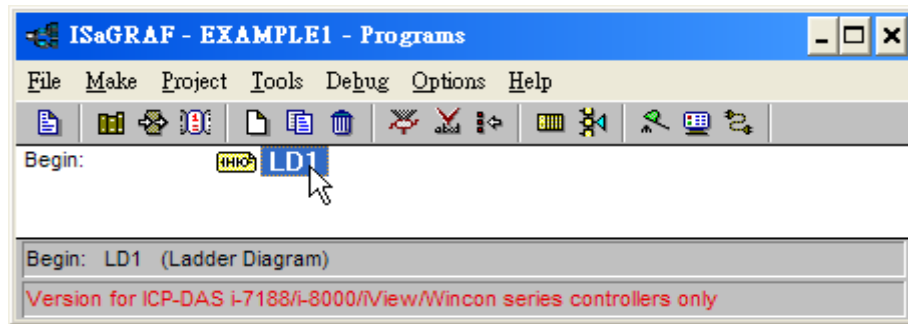 ISaGRAF - EXAMPLE1 - Programs
File Make Project Tools Debug Options Help
Begin: LD1
Begin: LD1 (Ladder Diagram)
Version for ICP-DAS i-7188/i-8000/iView/Wincon series controllers only